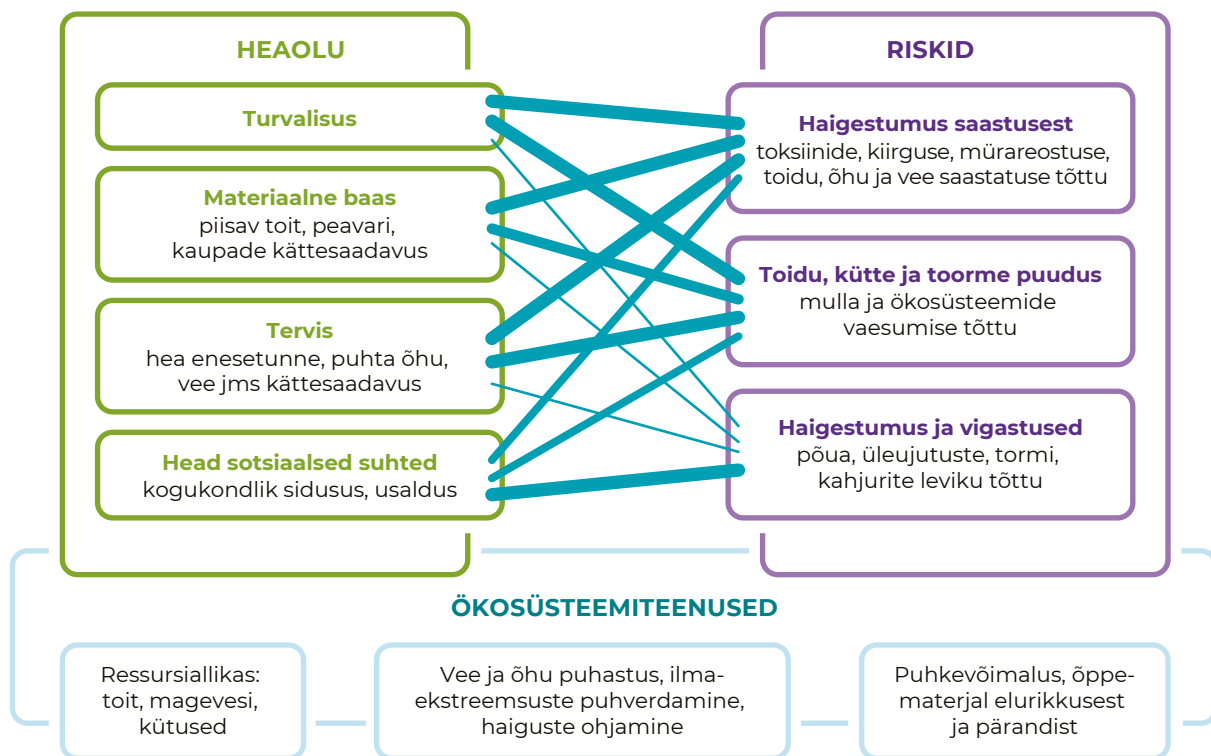 HEAOLU
Turvalisus
Materiaalne baas
piisav toit, peavari,
kaupade kättesaadavus
Tervis
hea enesetunne, puhta õhu,
vee jms kättesaadavus
Head sotsiaalsed suhted
kogukondlik sidusus, usaldus
RISKID
Haigestumus saastusest
toksiinide, kiirguse, mürareostuse,
toidu, õhu ja vee saastatuse tõttu
Toidu, kütte ja toorme puudus
mulla ja ökosüsteemide
vaesumise tõttu
Haigestumus ja vigastused
põua, üleujutuste, tormi,
kahjurite leviku tõttu
ÖKOSÜSTEEMITEENUSED
Ressursiallikas:
toit, magevesi,
kütused
Vee ja õhu puhastus, ilma-
ekstreemsuste puhverdamine,
haiguste ohjamine
Puhkevõimalus, õppe-
materjal elurikkusest
ja pärandist